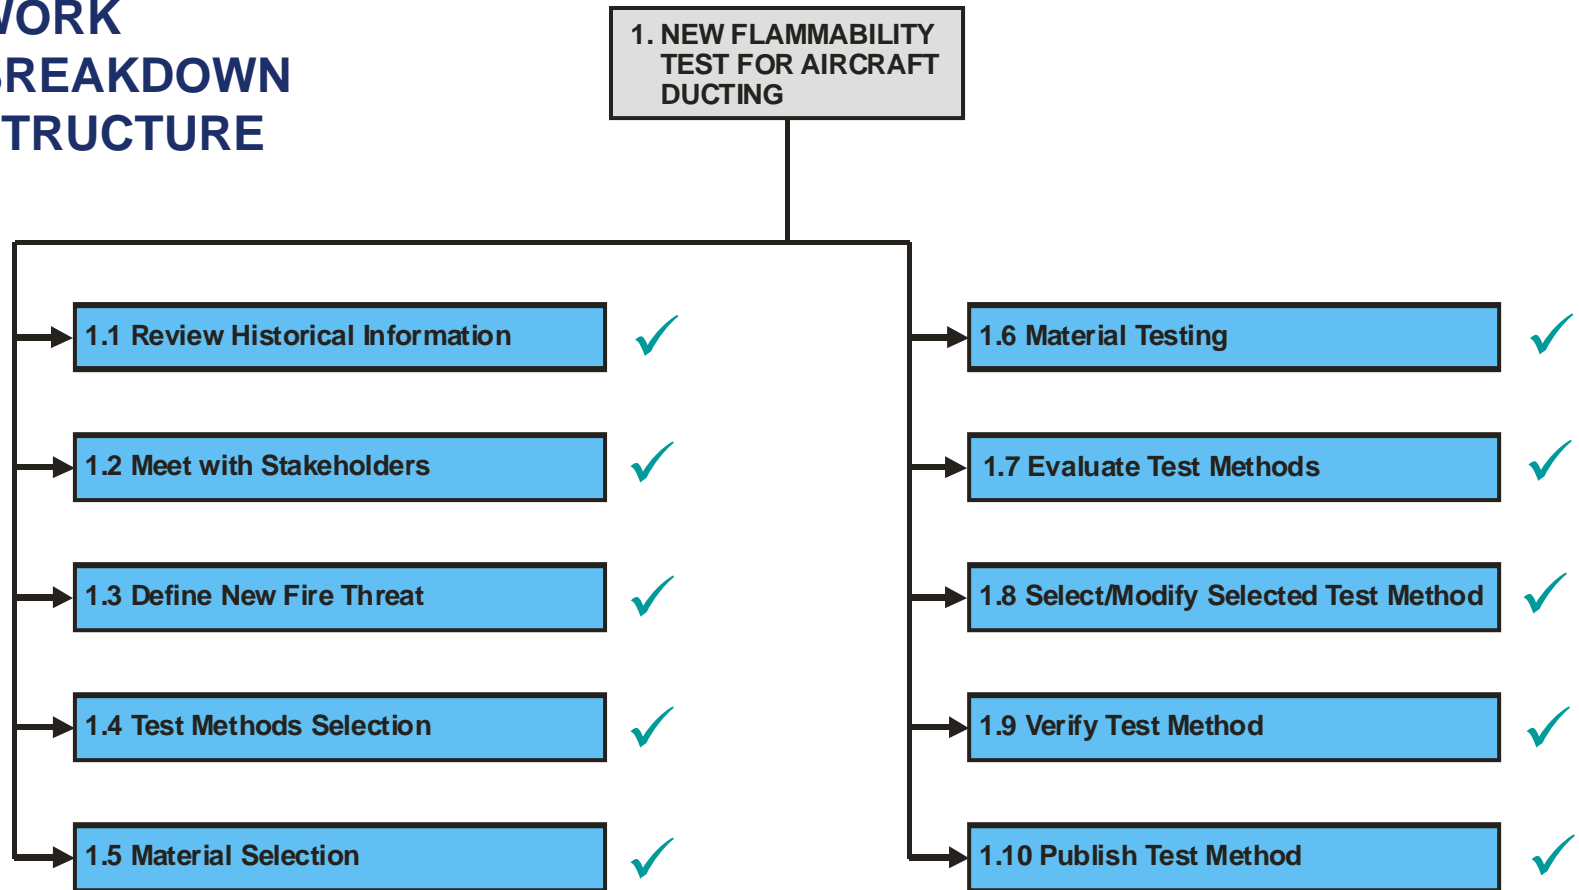 WORK
BREAKDOWN
STRUCTURE
1. NEW FLAMMABILITY
TEST FOR AIRCRAFT
DUCTING
1.1 Review Historical Information
1.2 Meet with Stakeholders
1.3 Define New Fire Threat
1.4 Test Methods Selection
1.5 Material Selection
1.6 Material Testing
1.7 Evaluate Test Methods
1.8 Select/Modify Selected Test Method
1.9 Verify Test Method
1.10 Publish Test Method